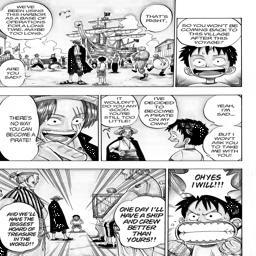 WE'VE
BEEN USING
THIS HARBOR
AS A BASE OF
OPERATIONS
FOR A LONG
TIME. MAYBE
TOO LONG.
ARE
YOU
SAD?
THAT'S
RIGHT.
SO YOU WON'T BE
COMING BACK TO
THIS VILLAGE
AFTER THIS
VOYAGE?
YEAH,
I'M
SAD...
BUT I
WON'T
ASK YOU
TO TAKE
ME WITH
YOU!
I'VE
DECIDED
TO BECOME
A PIRATE
ON MY
OWN!
IT
WOULDN'T
DO ANY
GOOD.
YOU'RE
STILL TOO
LITTLE!
THERE'S
NO WAY
YOU CAN
BECOME A
PIRATE!
OH YES
I WILL!!!
ONE DAY I'LL
HAVE A SHIP
AND CREW
BETTER
THAN
YOURS!!
AND WE'LL
HAVE THE
BIGGEST
HOARD OF
TREASURE
IN THE
WORLD!!